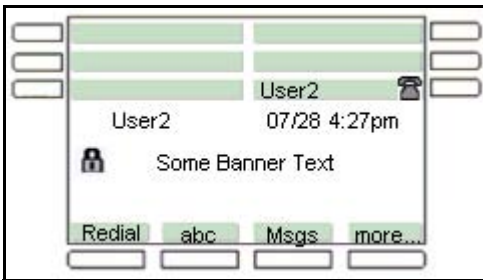 User2
User2 07/28 4:27pm
Some Banner Text
Redial abc Msgs more...